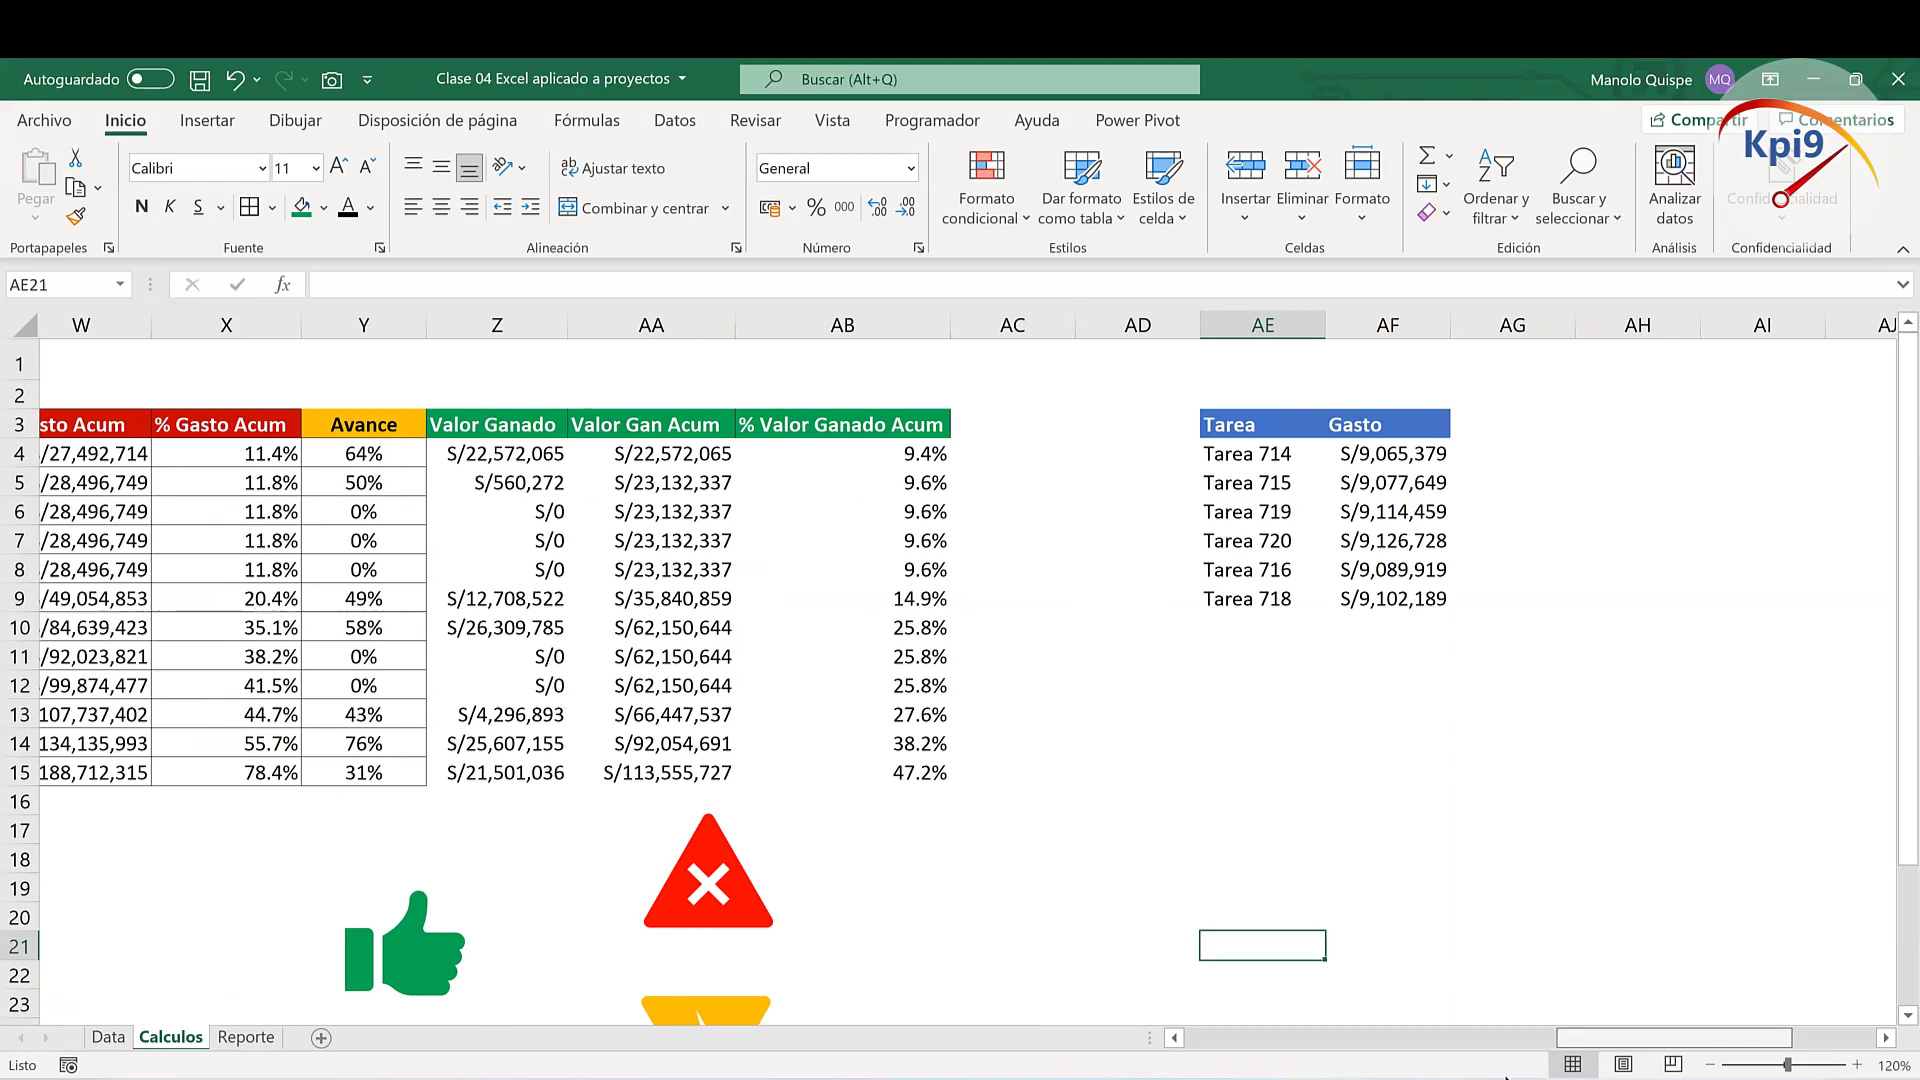 Autoguardado Clase 04 Excel aplicado a proyectos Buscar (Alt+Q) Manolo Quispe MQ
Archivo Inicio Insertar Dibujar Disposición de página Fórmulas Datos Revisar Vista Programador Ayuda Power Pivot Compartir Comentarios
Kpi9
Pegar Calibri 11 Ajustar texto General Formato condicional Dar formato como tabla Estilos de celda Insertar Eliminar Formato Ordenar y filtrar Buscar y seleccionar Analizar datos Confidencialidad
N K S Combinar y centrar % 000
Portapapeles Fuente Alineación Número Estilos Celdas Edición Análisis Confidencialidad
AE21 fx
W X Y Z AA AB AC AD AE AF AG AH AI AJ
1
2
3 sto Acum % Gasto Acum Avance Valor Ganado Valor Gan Acum % Valor Ganado Acum Tarea Gasto
4 /27,492,714 11.4% 64% S/22,572,065 S/22,572,065 9.4% Tarea 714 S/9,065,379
5 /28,496,749 11.8% 50% S/560,272 S/23,132,337 9.6% Tarea 715 S/9,077,649
6 /28,496,749 11.8% 0% S/0 S/23,132,337 9.6% Tarea 719 S/9,114,459
7 /28,496,749 11.8% 0% S/0 S/23,132,337 9.6% Tarea 720 S/9,126,728
8 /28,496,749 11.8% 0% S/0 S/23,132,337 9.6% Tarea 716 S/9,089,919
9 /49,054,853 20.4% 49% S/12,708,522 S/35,840,859 14.9% Tarea 718 S/9,102,189
10 /84,639,423 35.1% 58% S/26,309,785 S/62,150,644 25.8%
11 /92,023,821 38.2% 0% S/0 S/62,150,644 25.8%
12 /99,874,477 41.5% 0% S/0 S/62,150,644 25.8%
13 107,737,402 44.7% 43% S/4,296,893 S/66,447,537 27.6%
14 134,135,993 55.7% 76% S/25,607,155 S/92,054,691 38.2%
15 188,712,315 78.4% 31% S/21,501,036 S/113,555,727 47.2%
16
17
18
19
20
21
22
23
Data Calculos Reporte
Listo 120%